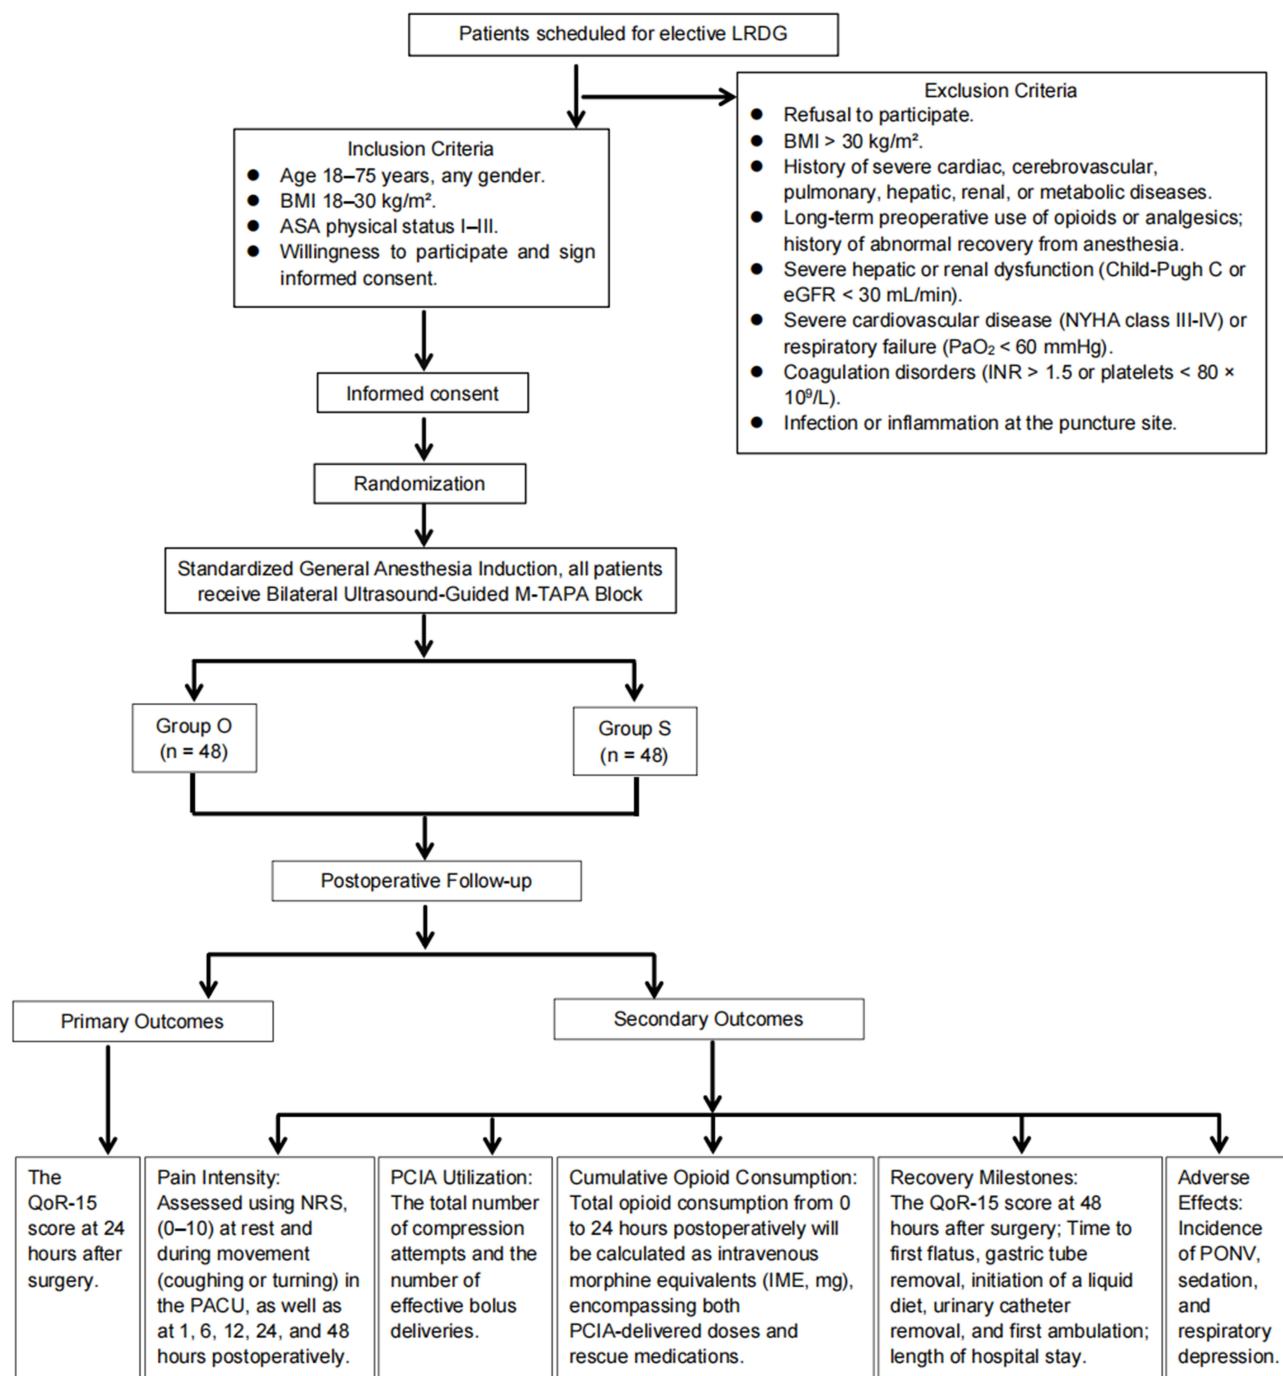 Patients scheduled for elective LRDG
Exclusion Criteria
● Refusal to participate.
● BMI > 30 kg/m².
● History of severe cardiac, cerebrovascular,
pulmonary, hepatic, renal, or metabolic diseases.
● Long-term preoperative use of opioids or analgesics;
history of abnormal recovery from anesthesia.
● Severe hepatic or renal dysfunction (Child-Pugh C or
eGFR < 30 mL/min).
● Severe cardiovascular disease (NYHA class III-IV) or
respiratory failure (PaO₂ < 60 mmHg).
● Coagulation disorders (INR > 1.5 or platelets < 80 ×
10⁹/L).
● Infection or inflammation at the puncture site.
Inclusion Criteria
● Age 18–75 years, any gender.
● BMI 18–30 kg/m².
● ASA physical status I–III.
● Willingness to participate and sign
informed consent.
Informed consent
Randomization
Standardized General Anesthesia Induction, all patients
receive Bilateral Ultrasound-Guided M-TAPA Block
Group O
(n = 48)
Group S
(n = 48)
Postoperative Follow-up
Primary Outcomes
Secondary Outcomes
The
QoR-15
score at 24
hours after
surgery.
Pain Intensity:
Assessed using NRS,
(0–10) at rest and
during movement
(coughing or turning) in
the PACU, as well as
at 1, 6, 12, 24, and 48
hours postoperatively.
PCIA Utilization:
The total number
of compression
attempts and the
number of
effective bolus
deliveries.
Cumulative Opioid Consumption:
Total opioid consumption from 0
to 24 hours postoperatively will
be calculated as intravenous
morphine equivalents (IME, mg),
encompassing both
PCIA-delivered doses and
rescue medications.
Recovery Milestones:
The QoR-15 score at 48
hours after surgery; Time to
first flatus, gastric tube
removal, initiation of a liquid
diet, urinary catheter
removal, and first ambulation;
length of hospital stay.
Adverse
Effects:
Incidence
of PONV,
sedation,
and
respiratory
depression.